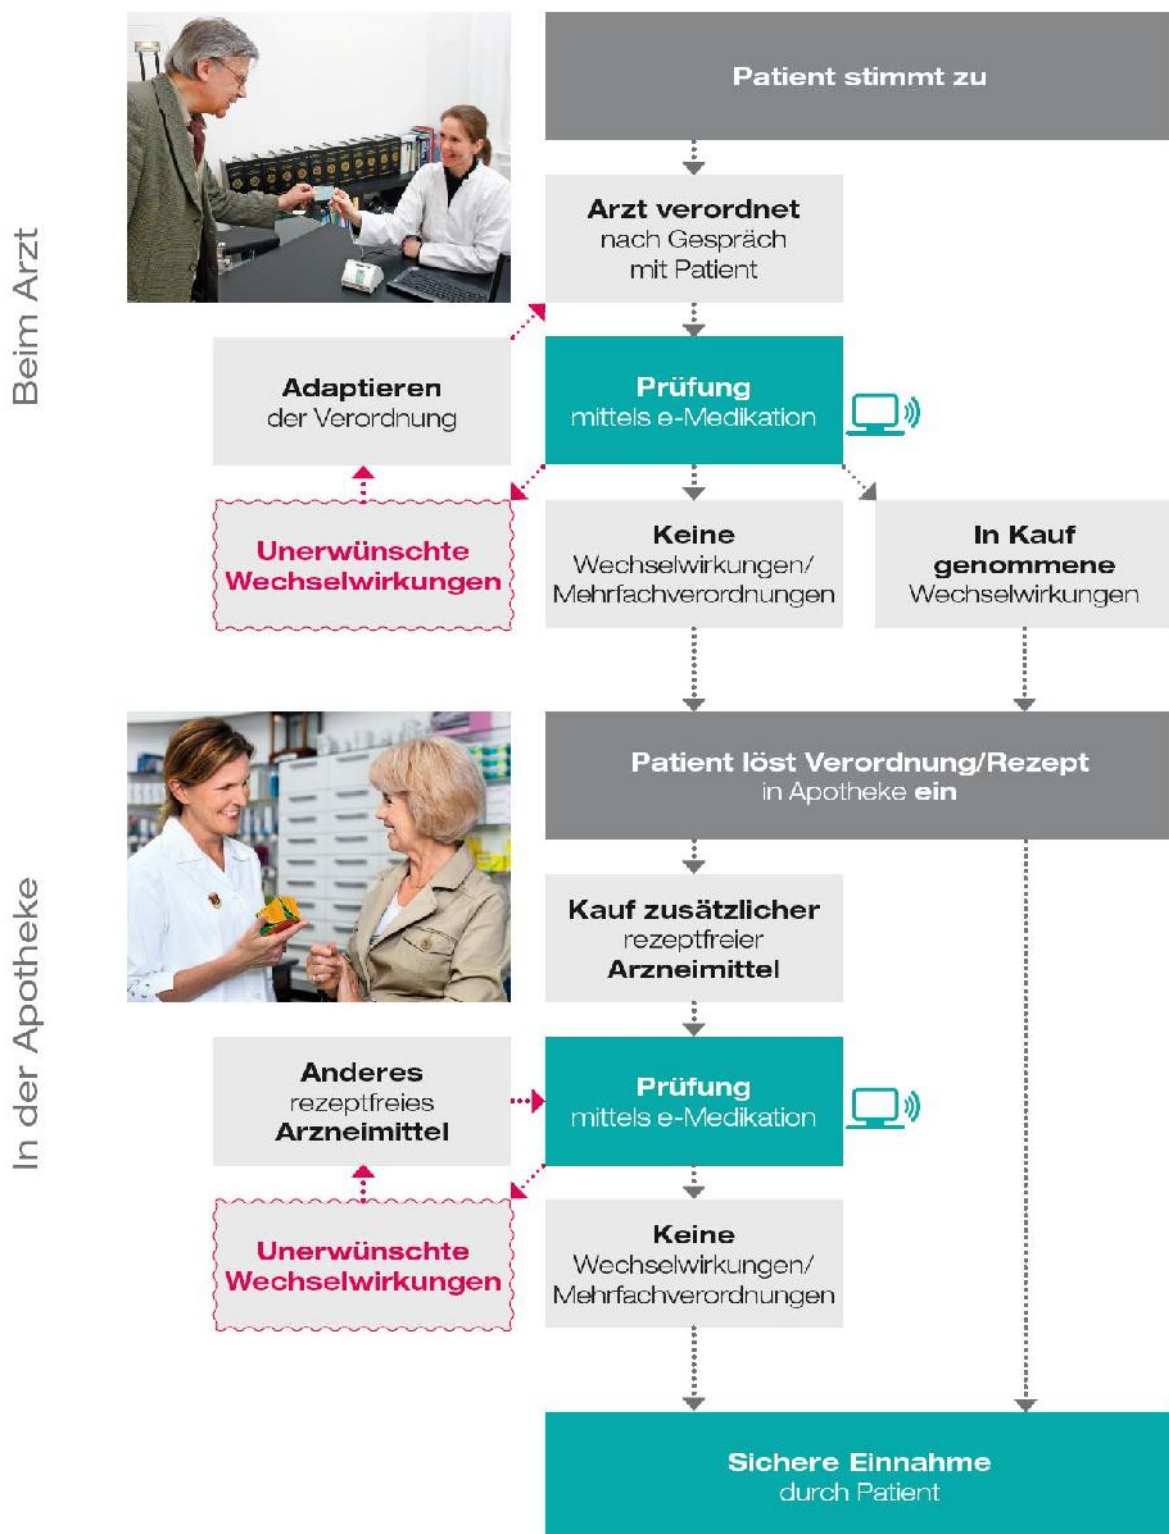 Beim Arzt
Patient stimmt zu
Arzt verordnet
nach Gespräch
mit Patient
Adaptieren
der Verordnung
Prüfung
mittels e-Medikation
Unerwünschte
Wechselwirkungen
Keine
Wechselwirkungen/
Mehrfachverordnungen
In Kauf
genommene
Wechselwirkungen
In der Apotheke
Patient löst Verordnung/Rezept
in Apotheke ein
Kauf zusätzlicher
rezeptfreier
Arzneimittel
Anderes
rezeptfreies
Arzneimittel
Prüfung
mittels e-Medikation
Unerwünschte
Wechselwirkungen
Keine
Wechselwirkungen/
Mehrfachverordnungen
Sichere Einnahme
durch Patient